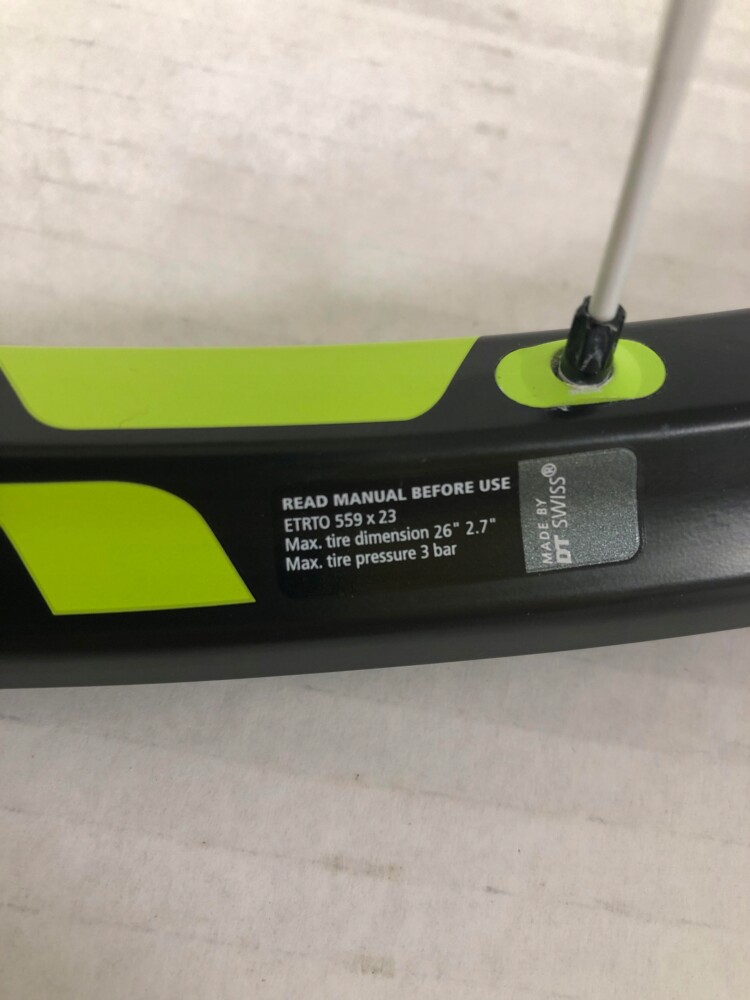 READ MANUAL BEFORE USE
ETRTO 559 x 23
Max. tire dimension 26" 2.7"
Max. tire pressure 3 bar
MADE BY
DT SWISS®